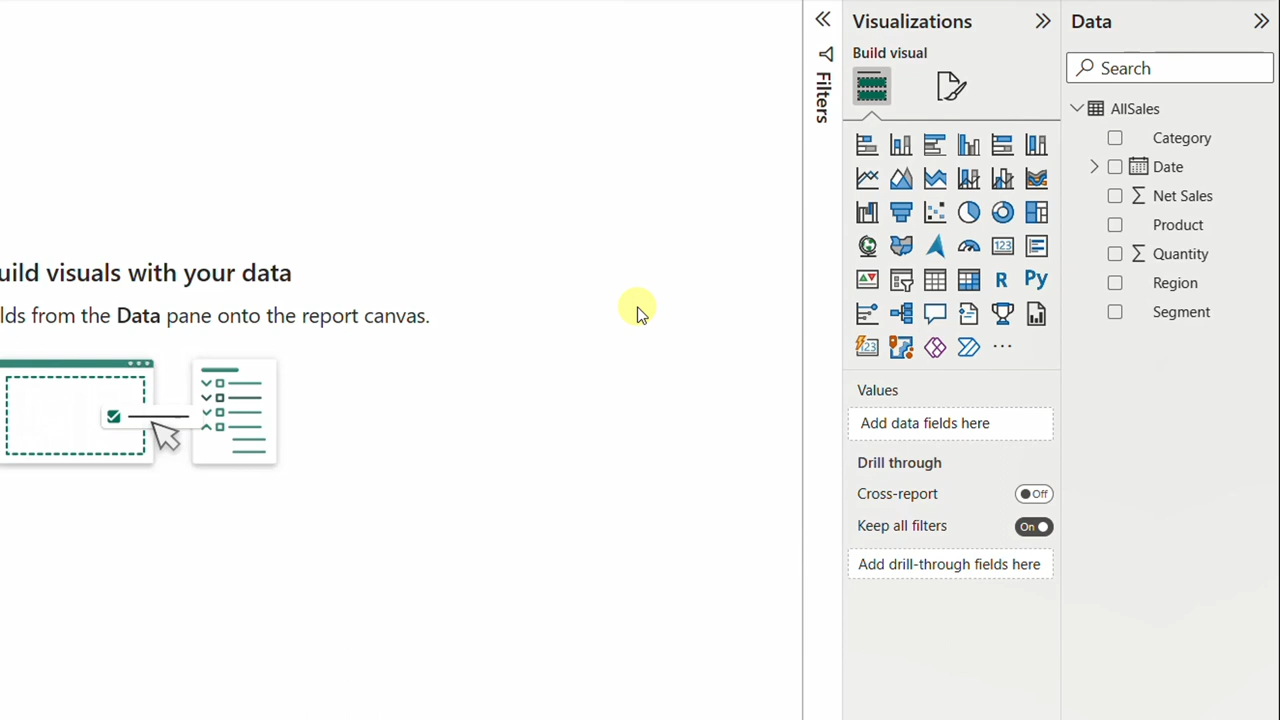 uild visuals with your data
lds from the Data pane onto the report canvas.
Filters
Visualizations
Build visual
123
R
Py
123
Values
Add data fields here
Drill through
Cross-report
Off
Keep all filters
On
Add drill-through fields here
Data
Search
AllSales
Category
Date
Σ Net Sales
Product
Σ Quantity
Region
Segment